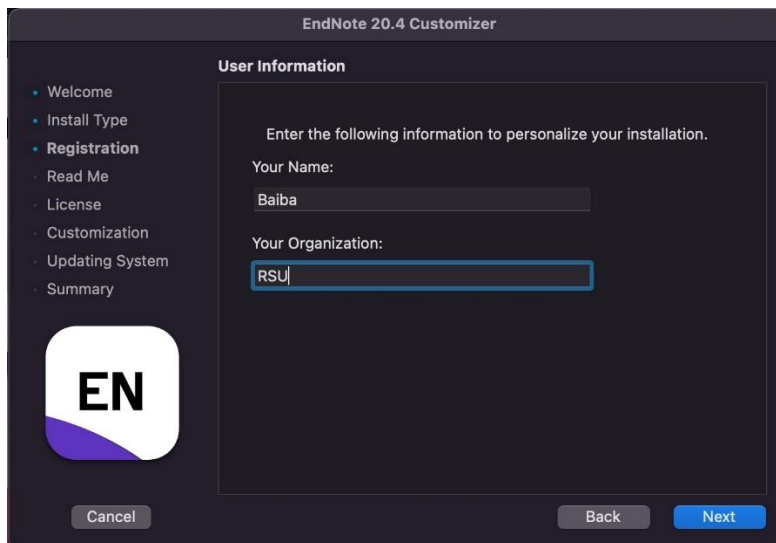 EndNote 20.4 Customizer
User Information
Welcome
Install Type
Registration
Read Me
License
Customization
Updating System
Summary
Enter the following information to personalize your installation.
Your Name:
Baiba
Your Organization:
RSU
EN
Cancel
Back
Next